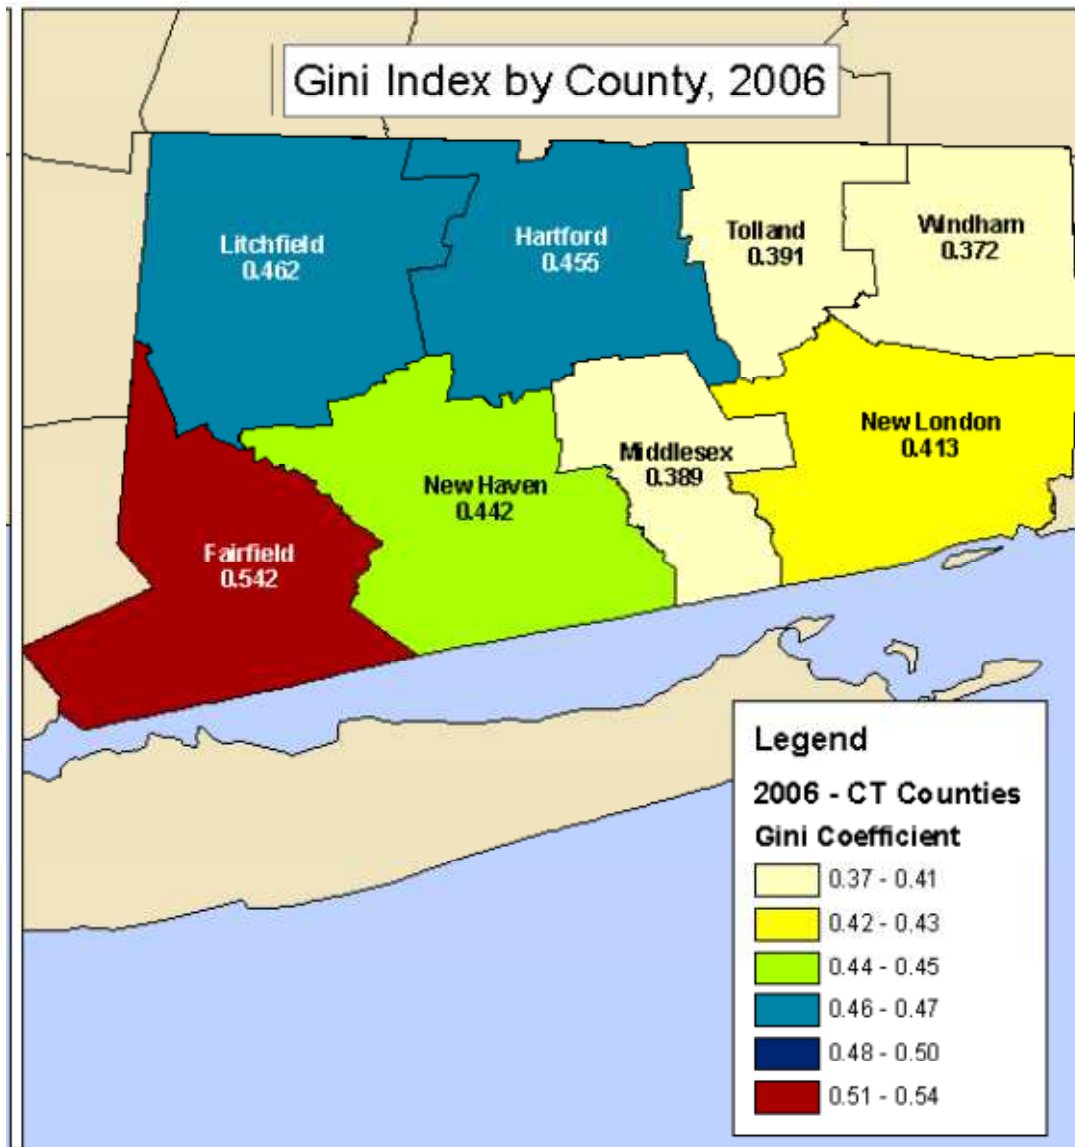 Gini Index by County, 2006
Litchfield
0.462
Hartford
0.455
Tolland
0.391
Windham
0.372
Fairfield
0.542
New Haven
0.442
Middlesex
0.389
New London
0.413
Legend
2006 - CT Counties
Gini Coefficient
0.37 - 0.41
0.42 - 0.43
0.44 - 0.45
0.46 - 0.47
0.48 - 0.50
0.51 - 0.54